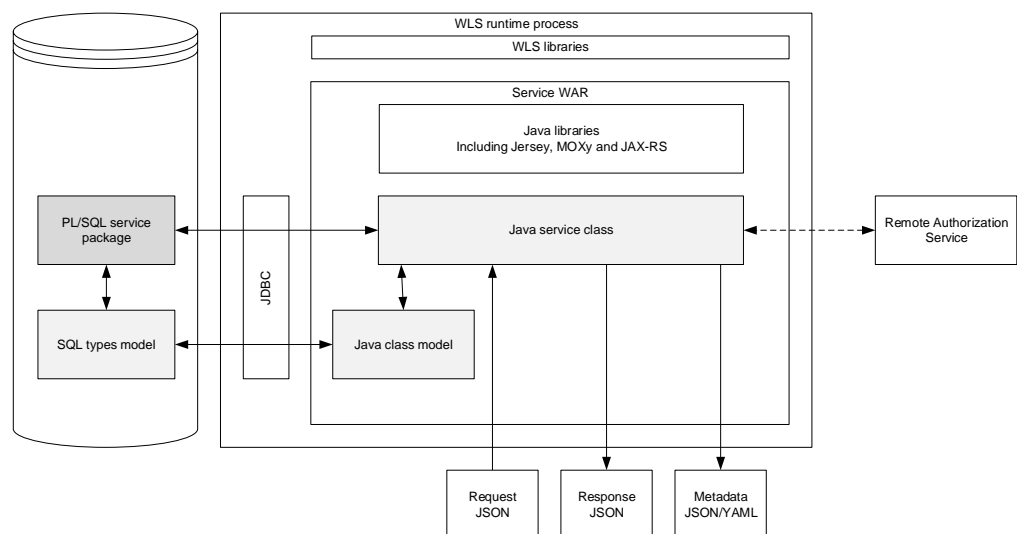 WLS runtime process
WLS libraries
Service WAR
Java libraries
Including Jersey, MOXy and JAX-RS
PL/SQL service
package
Java service class
Remote Authorization
Service
JDBC
SQL types model
Java class model
Request
JSON
Response
JSON
Metadata
JSON/YAML